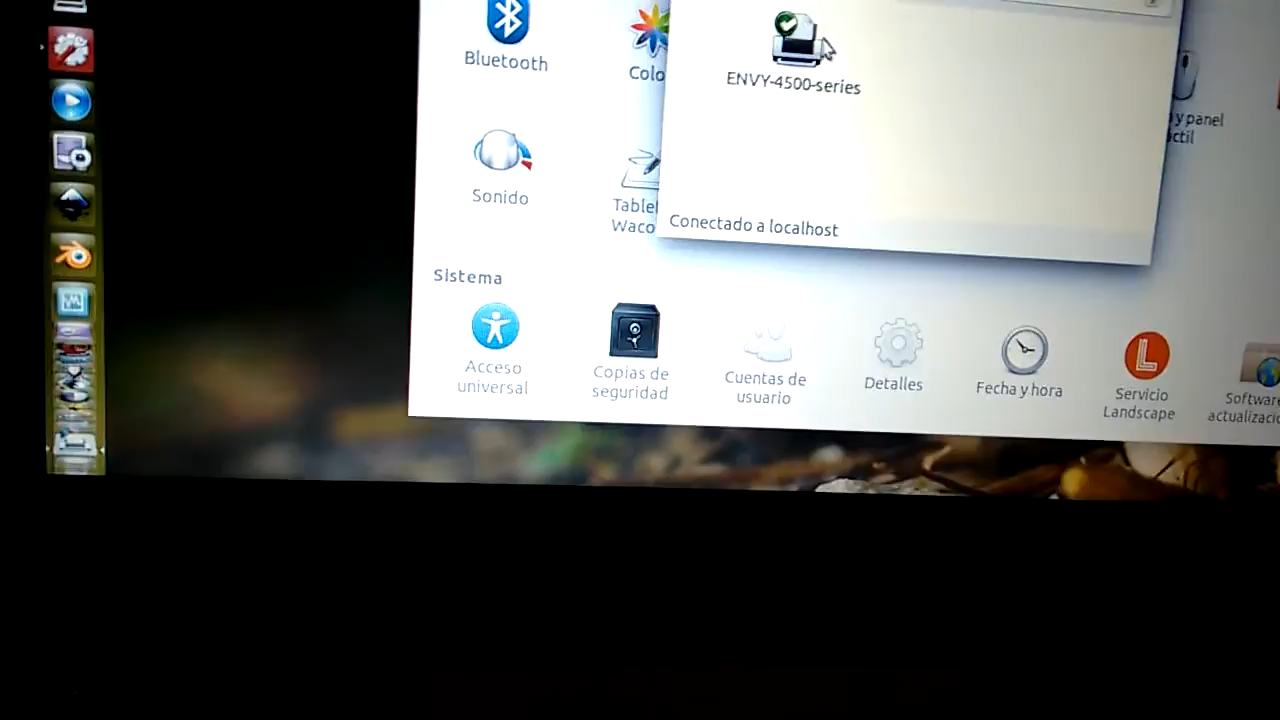 Bluetooth
Colo
ENVY-4500-series
y panel
ctil
Sonido
Table
Waco
Conectado a localhost
Sistema
Acceso
universal
Copias de
seguridad
Cuentas de
usuario
Detalles
Fecha y hora
Servicio
Landscape
Software
actualizaci